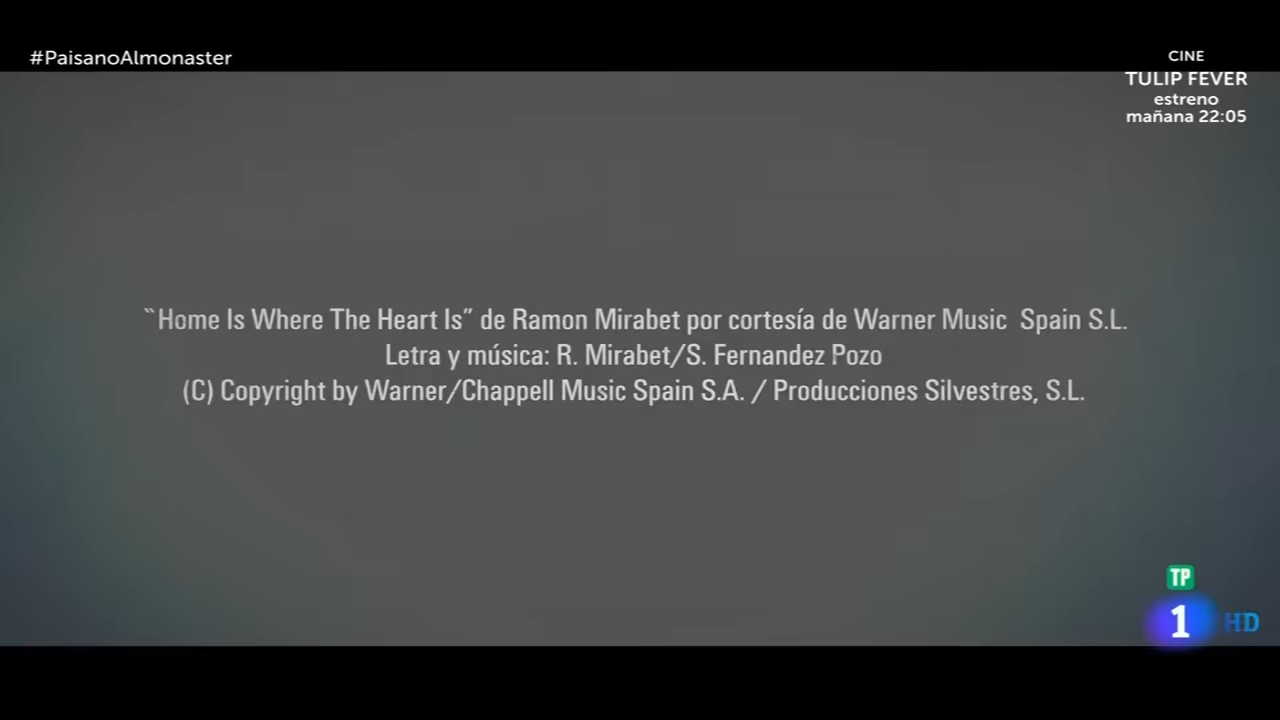 #PaisanoAlmonaster
CINE
TULIP FEVER
estreno
mañana 22:05
``Home Is Where The Heart Is” de Ramon Mirabet por cortesía de Warner Music  Spain S.L.
Letra y música: R. Mirabet/S. Fernandez Pozo
(C) Copyright by Warner/Chappell Music Spain S.A. / Producciones Silvestres, S.L.
TP
1 HD